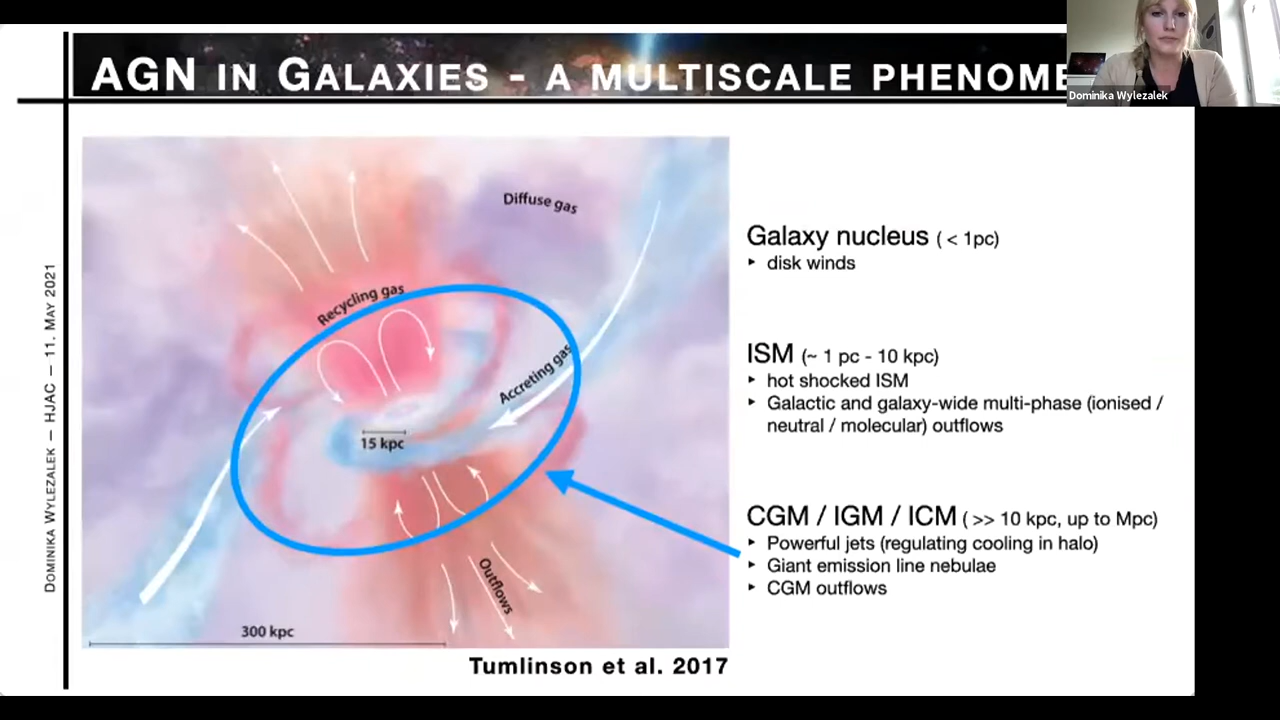 AGN IN GALAXIES - A MULTISCALE PHENOME
Dominika Wylezalek
DOMINIKA WYLEZALEK — HJAC — 11. MAY 2021
Diffuse gas
Recycling gas
Accreting gas
15 kpc
Outflows
300 kpc
Tumlinson et al. 2017
Galaxy nucleus ( < 1pc)
‣ disk winds
ISM (~ 1 pc - 10 kpc)
‣ hot shocked ISM
‣ Galactic and galaxy-wide multi-phase (ionised /
neutral / molecular) outflows
CGM / IGM / ICM ( >> 10 kpc, up to Mpc)
‣ Powerful jets (regulating cooling in halo)
‣ Giant emission line nebulae
‣ CGM outflows